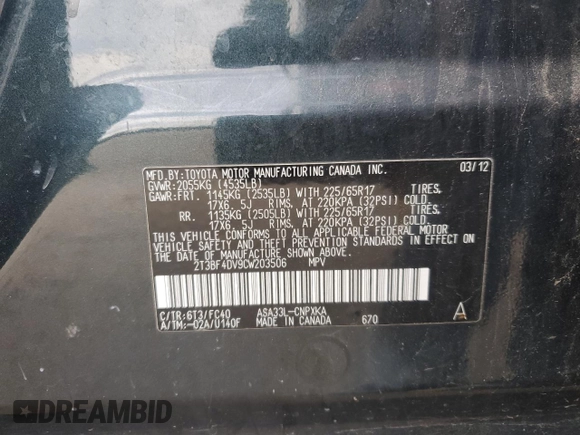 MFD.BY:TOYOTA MOTOR MANUFACTURING CANADA INC. 03/12
GVWR: 2055KG (4535LB)
GAWR:FRT. 1145KG (2535LB) WITH 225/65R17 TIRES.
17X6. 5J RIMS. AT 220KPA (32PSI) COLD.
RR. 1135KG (2505LB) WITH 225/65R17 TIRES.
17X6. 5J RIMS. AT 220KPA (32PSI) COLD.
THIS VEHICLE CONFORMS TO ALL APPLICABLE FEDERAL MOTOR
VEHICLE SAFETY AND THEFT PREVENTION STANDARDS IN EFFECT
ON THE DATE OF MANUFACTURE SHOWN ABOVE.
2T3BF4DV9CW203506 MPV
C/TR:6T3/FC40 ASA33L-CNPXKA A
A/TM:-02A/U140F MADE IN CANADA 670
DREAMBID